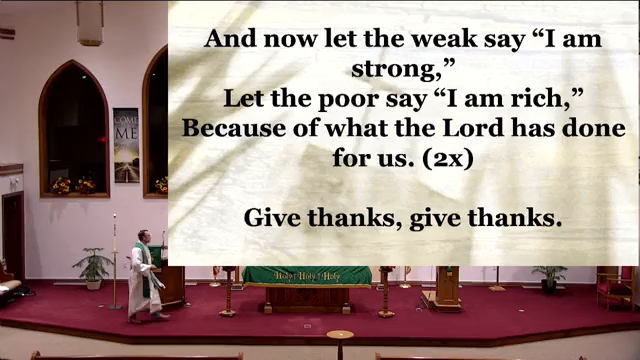 And now let the weak say “I am
strong,”
Let the poor say “I am rich,”
Because of what the Lord has done
for us. (2x)
Give thanks, give thanks.
COME
ME
Holy Holy Holy